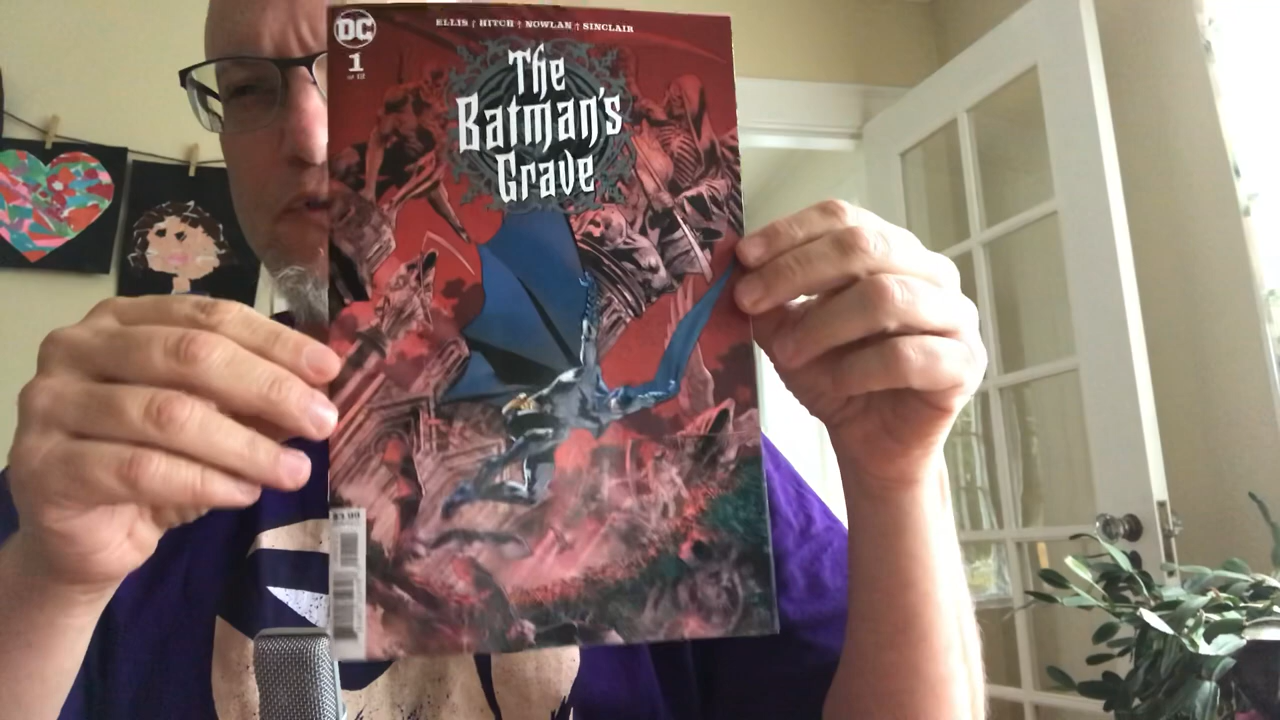 DC
ELLIS † HITCH † NOWLAN † SINCLAIR
1
OF 12
The
Batman's
Grave
$3.99